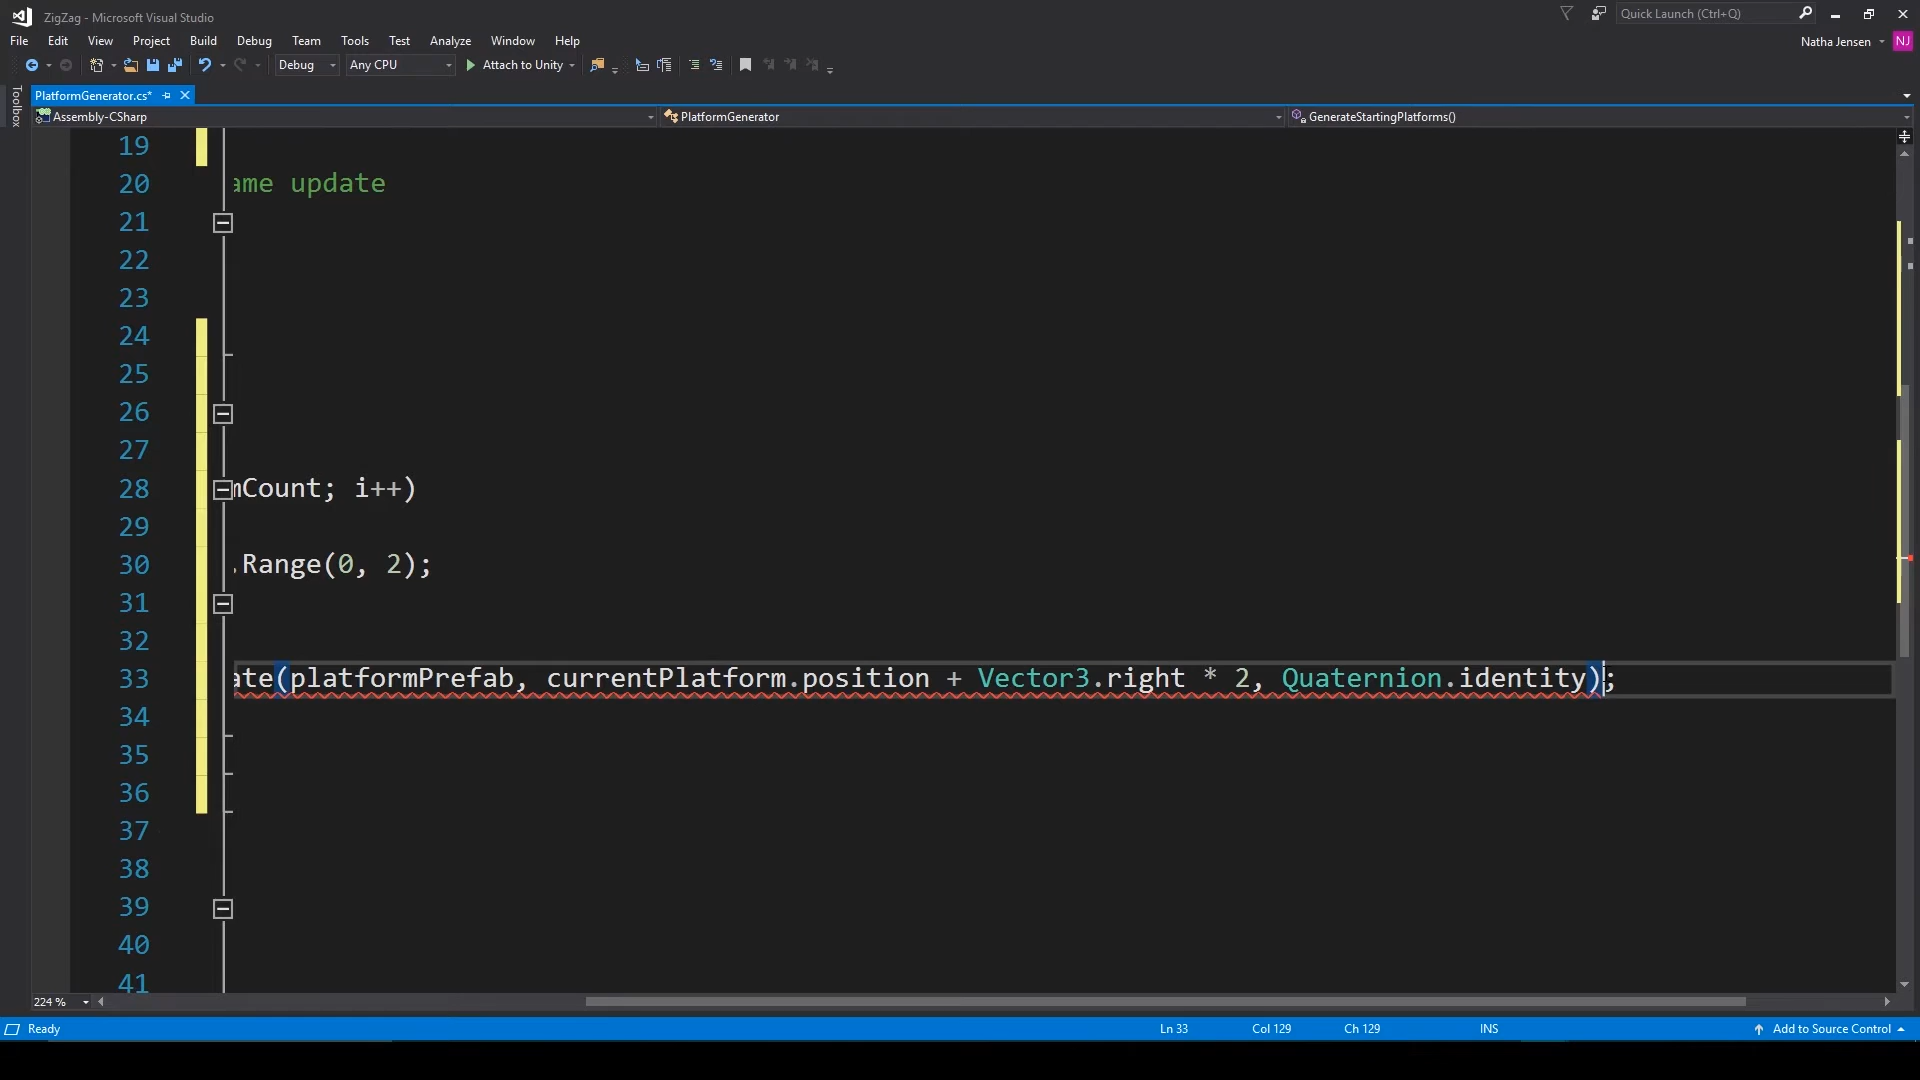 ZigZag - Microsoft Visual Studio
Quick Launch (Ctrl+Q)
File Edit View Project Build Debug Team Tools Test Analyze Window Help
Natha Jensen NJ
Debug Any CPU Attach to Unity
Toolbox
PlatformGenerator.cs*
Assembly-CSharp PlatformGenerator GenerateStartingPlatforms()
19
20 ame update
21
22
23
24
25
26
27
28 mCount; i++)
29
30 .Range(0, 2);
31
32
33 ate(platformPrefab, currentPlatform.position + Vector3.right * 2, Quaternion.identity);
34
35
36
37
38
39
40
41
224 %
Ready Ln 33 Col 129 Ch 129 INS Add to Source Control